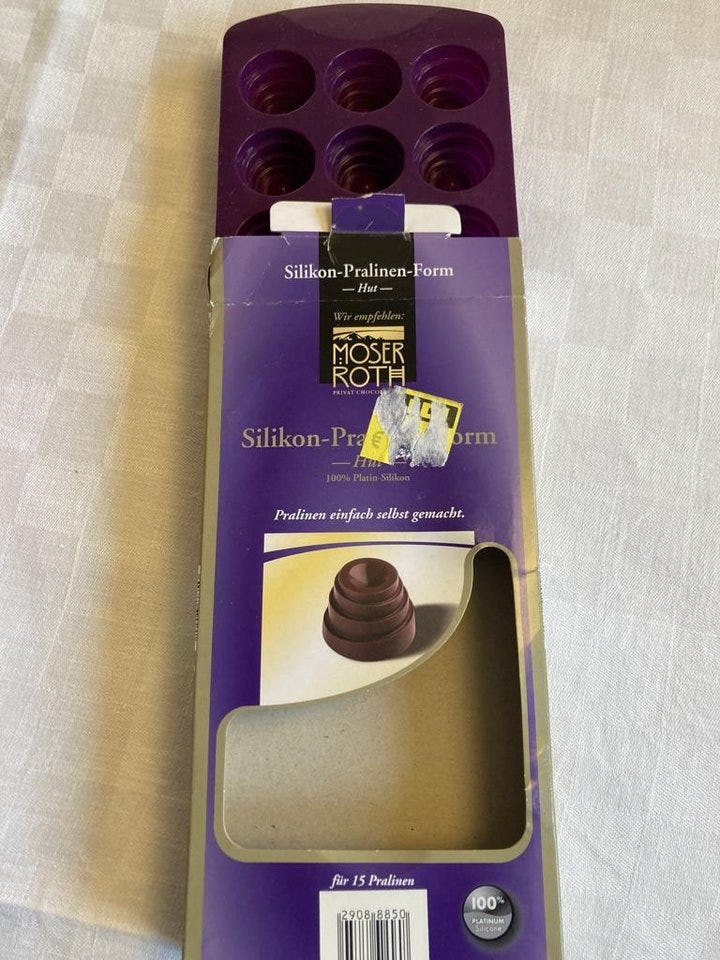 Silikon-Pralinen-Form
— Hut —
Wir empfehlen:
MOSER
ROTH
PRIVAT CHOCO
Silikon-Pra orm
— Hut —
100% Platin-Silikon
Pralinen einfach selbst gemacht.
für 15 Pralinen
2908 8850
100%
PLATINUM
Silicone